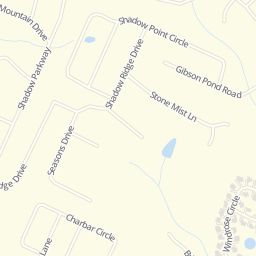 Mountain Drive
Shadow Point Circle
Shadow Parkway
Shadow Ridge Drive
Gibson Pond Road
Stone Mist Ln
Seasons Drive
dge Drive
Windrose Circle
Charbar Circle
Lane